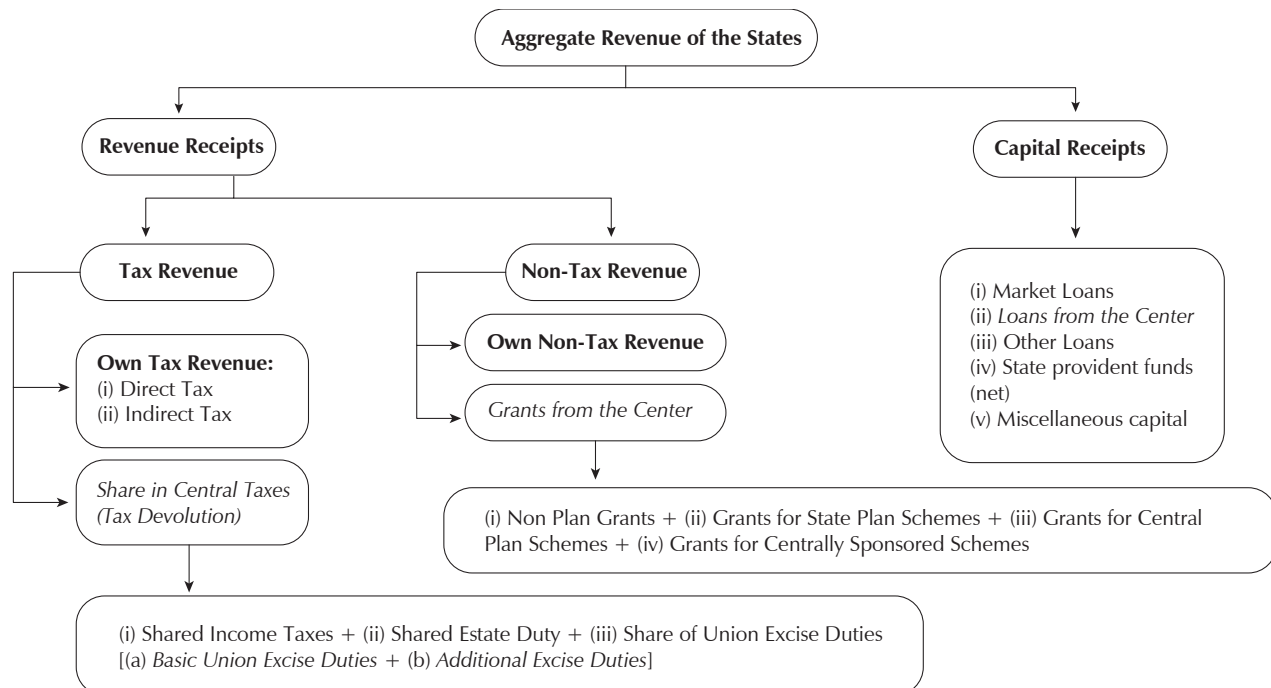 Aggregate Revenue of the States
Revenue Receipts
Capital Receipts
Tax Revenue
Non-Tax Revenue
Own Tax Revenue:
(i) Direct Tax
(ii) Indirect Tax
Share in Central Taxes
(Tax Devolution)
Own Non-Tax Revenue
Grants from the Center
(i) Market Loans
(ii) Loans from the Center
(iii) Other Loans
(iv) State provident funds
(net)
(v) Miscellaneous capital
(i) Non Plan Grants + (ii) Grants for State Plan Schemes + (iii) Grants for Central
Plan Schemes + (iv) Grants for Centrally Sponsored Schemes
(i) Shared Income Taxes + (ii) Shared Estate Duty + (iii) Share of Union Excise Duties
[(a) Basic Union Excise Duties + (b) Additional Excise Duties]